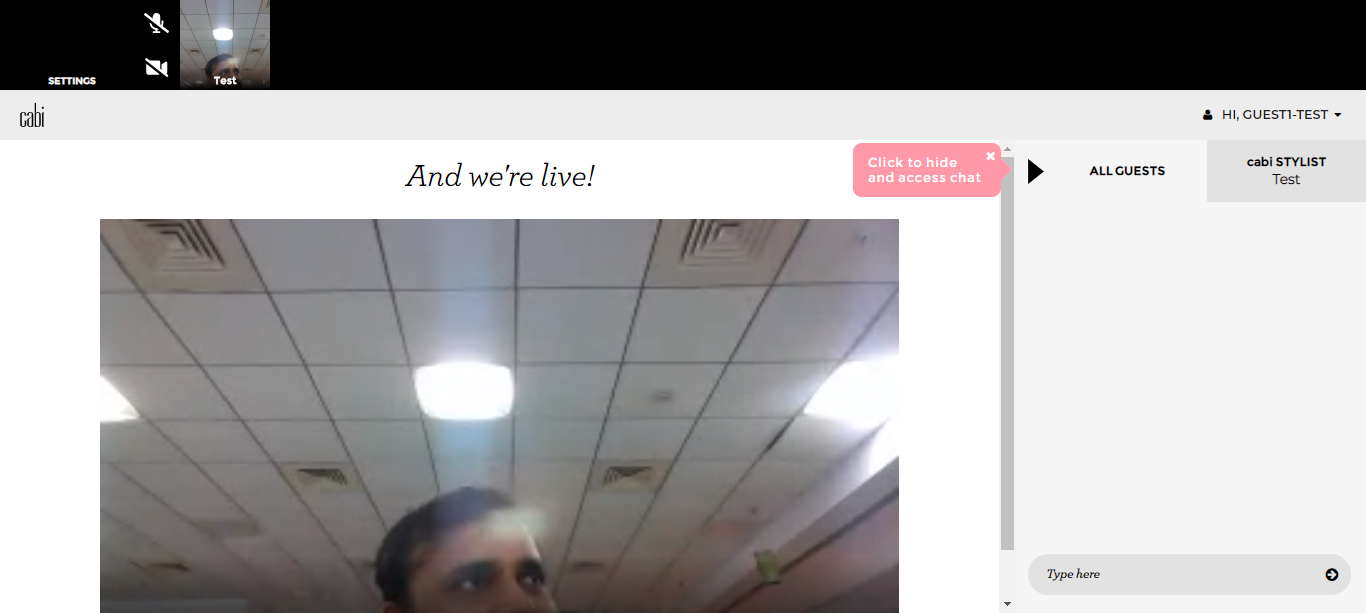 SETTINGS
Test
cabi
HI, GUEST1-TEST
And we're live!
Click to hide
and access chat
ALL GUESTS
cabi STYLIST
Test
Type here